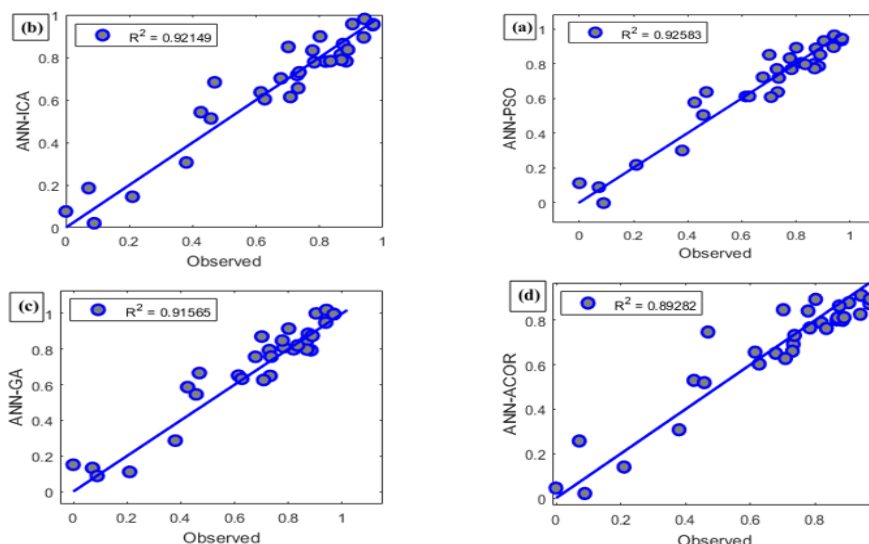 (b)
R² = 0.92149
ANN-ICA
1
0.8
0.6
0.4
0.2
0
0 0.2 0.4 0.6 0.8 1
Observed
(a)
R² = 0.92583
ANN-PSO
1
0.8
0.6
0.4
0.2
0
0 0.2 0.4 0.6 0.8 1
Observed
(c)
R² = 0.91565
ANN-GA
1
0.8
0.6
0.4
0.2
0
0 0.2 0.4 0.6 0.8 1
Observed
(d)
R² = 0.89282
ANN-ACOR
0.8
0.6
0.4
0.2
0
0 0.2 0.4 0.6 0.8
Observed